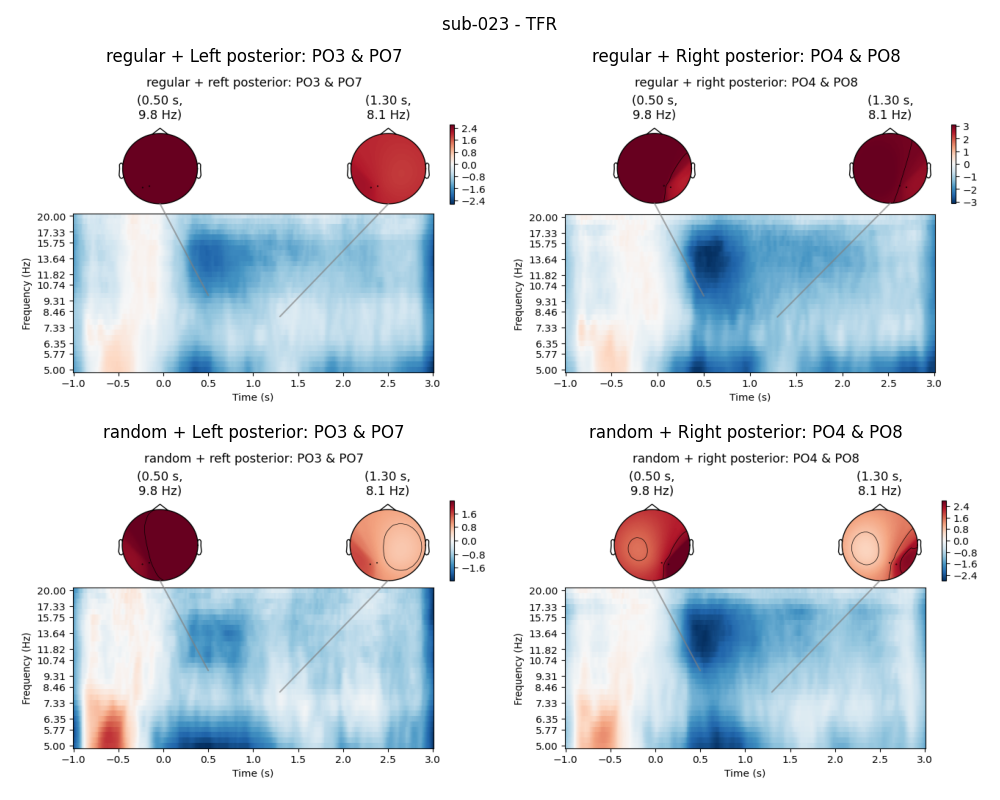 sub-023 - TFR
regular + Left posterior: PO3 & PO7
regular + reft posterior: PO3 & PO7
(0.50 s,
9.8 Hz)
(1.30 s,
8.1 Hz)
2.4
1.6
0.8
0.0
−0.8
−1.6
−2.4
Frequency (Hz)
20.00
17.33
15.75
13.64
11.82
10.74
9.31
8.46
7.33
6.35
5.77
5.00
−1.0 −0.5 0.0 0.5 1.0 1.5 2.0 2.5 3.0
Time (s)
regular + Right posterior: PO4 & PO8
regular + right posterior: PO4 & PO8
(0.50 s,
9.8 Hz)
(1.30 s,
8.1 Hz)
3
2
1
0
−1
−2
−3
Frequency (Hz)
20.00
17.33
15.75
13.64
11.82
10.74
9.31
8.46
7.33
6.35
5.77
5.00
−1.0 −0.5 0.0 0.5 1.0 1.5 2.0 2.5 3.0
Time (s)
random + Left posterior: PO3 & PO7
random + reft posterior: PO3 & PO7
(0.50 s,
9.8 Hz)
(1.30 s,
8.1 Hz)
1.6
0.8
0.0
−0.8
−1.6
Frequency (Hz)
20.00
17.33
15.75
13.64
11.82
10.74
9.31
8.46
7.33
6.35
5.77
5.00
−1.0 −0.5 0.0 0.5 1.0 1.5 2.0 2.5 3.0
Time (s)
random + Right posterior: PO4 & PO8
random + right posterior: PO4 & PO8
(0.50 s,
9.8 Hz)
(1.30 s,
8.1 Hz)
2.4
1.6
0.8
0.0
−0.8
−1.6
−2.4
Frequency (Hz)
20.00
17.33
15.75
13.64
11.82
10.74
9.31
8.46
7.33
6.35
5.77
5.00
−1.0 −0.5 0.0 0.5 1.0 1.5 2.0 2.5 3.0
Time (s)